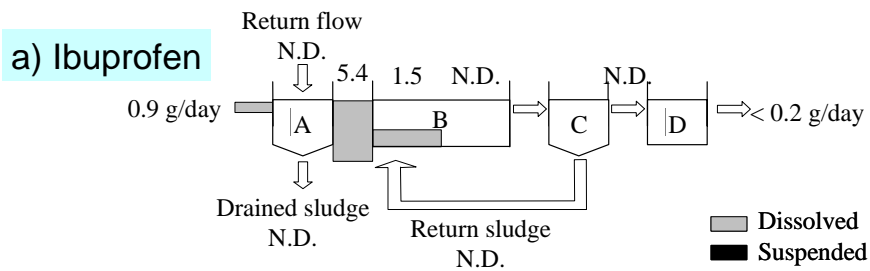 a) Ibuprofen
Return flow
N.D.
5.4
1.5
N.D.
N.D.
0.9 g/day
A
B
C
D
< 0.2 g/day
Drained sludge
N.D.
Return sludge
N.D.
Dissolved
Suspended